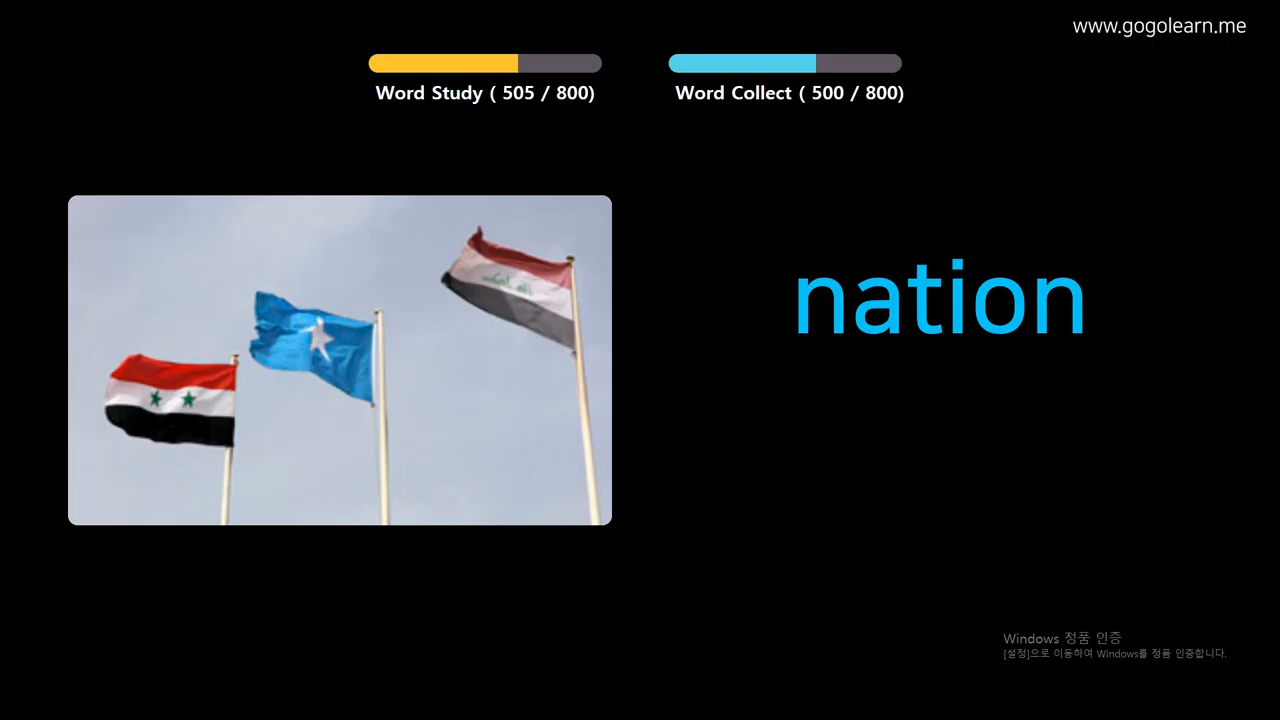 www.gogolearn.me
Word Study ( 505 / 800)
Word Collect ( 500 / 800)
nation
Windows 정품 인증
[설정]으로 이동하여 Windows를 정품 인증합니다.